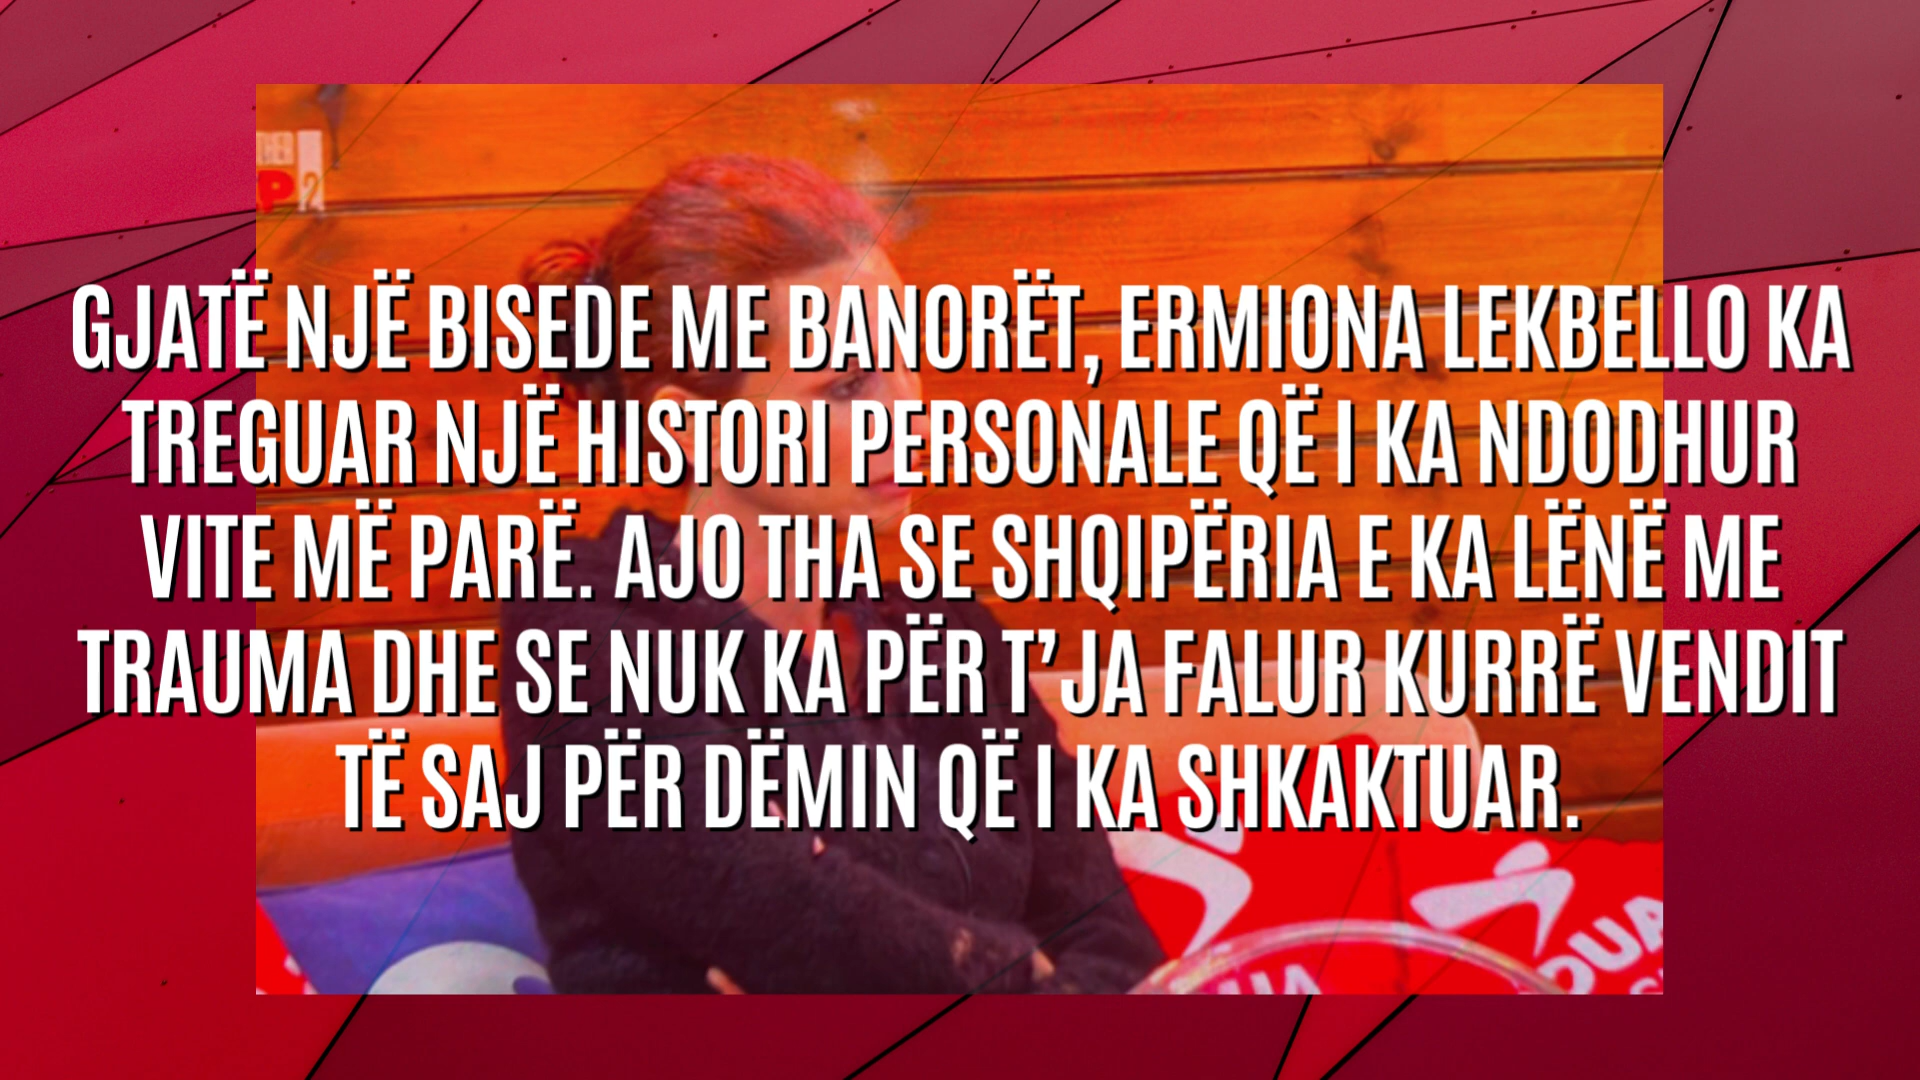 GJATË NJË BISEDE ME BANORËT, ERMIONA LEKBELLO KA
TREGUAR NJË HISTORI PERSONALE QË I KA NDODHUR
VITE MË PARË. AJO THA SE SHQIPËRIA E KA LËNË ME
TRAUMA DHE SE NUK KA PËR T’JA FALUR KURRË VENDIT
TË SAJ PËR DËMIN QË I KA SHKAKTUAR.